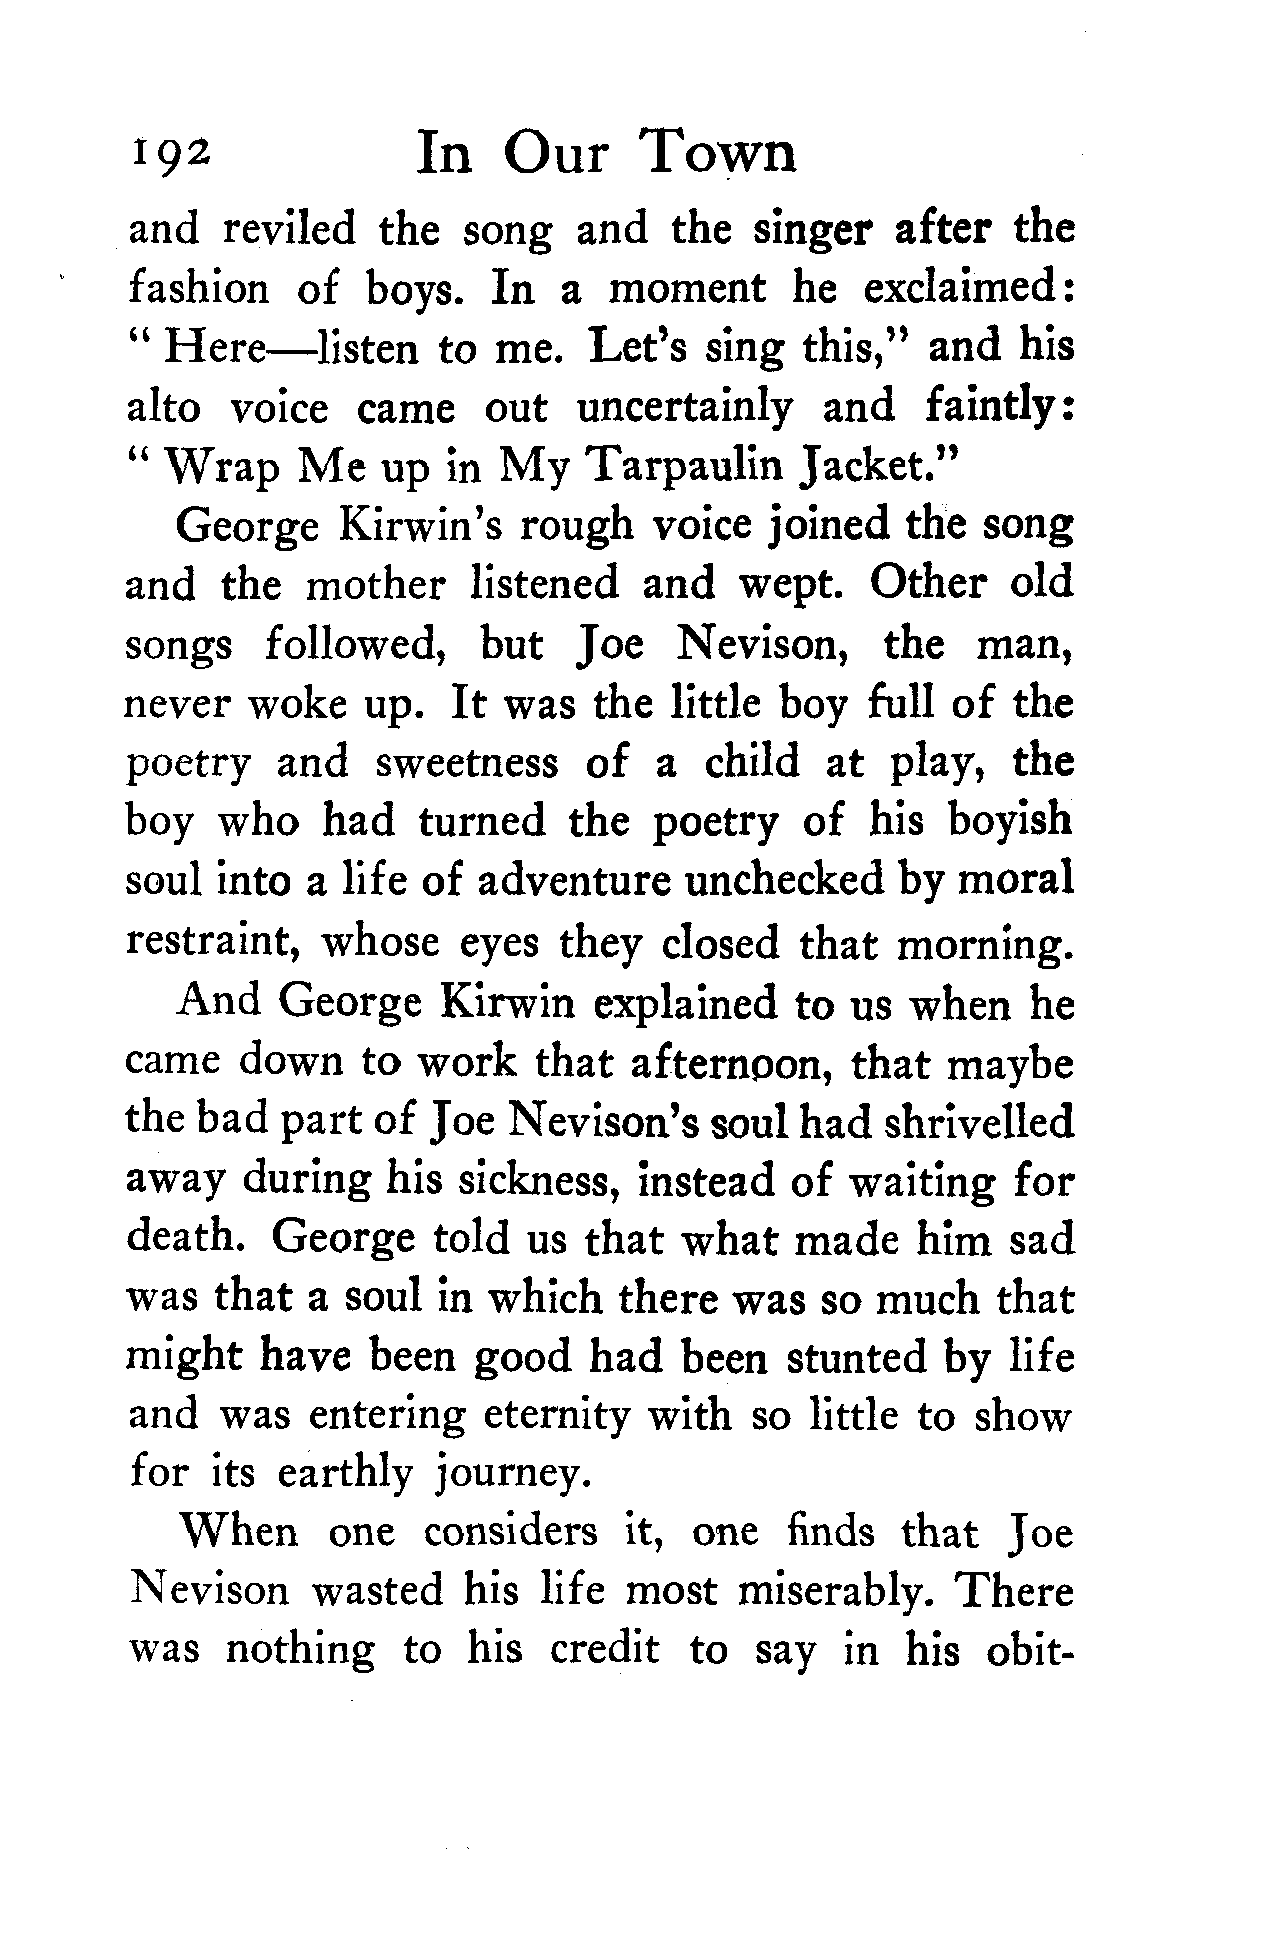 192 In Our Town
and reviled the song and the singer after the
fashion of boys. In a moment he exclaimed:
" Here—listen to me. Let's sing this," and his
alto voice came out uncertainly and faintly:
" Wrap Me up in My Tarpaulin Jacket."
George Kirwin's rough voice joined the song
and the mother listened and wept. Other old
songs followed, but Joe Nevison, the man,
never woke up. It was the little boy full of the
poetry and sweetness of a child at play, the
boy who had turned the poetry of his boyish
soul into a life of adventure unchecked by moral
restraint, whose eyes they closed that morning.
And George Kirwin explained to us when he
came down to work that afternoon, that maybe
the bad part of Joe Nevison's soul had shrivelled
away during his sickness, instead of waiting for
death. George told us that what made him sad
was that a soul in which there was so much that
might have been good had been stunted by life
and was entering eternity with so little to show
for its earthly journey.
When one considers it, one finds that Joe
Nevison wasted his life most miserably. There
was nothing to his credit to say in his obit-